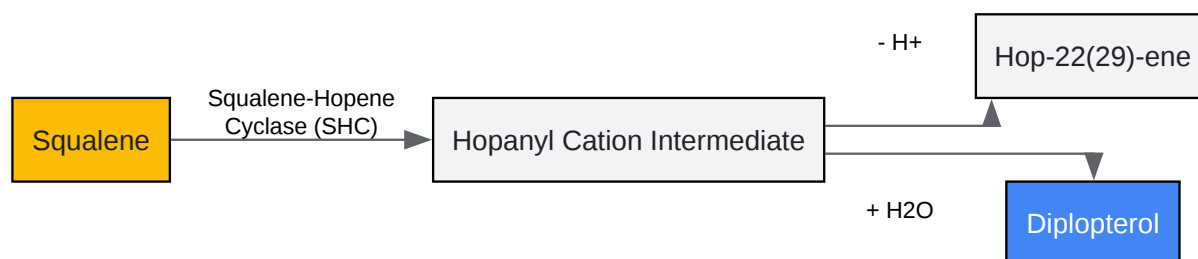 Squalene
Squalene-Hopene
Cyclase (SHC)
Hopanyl Cation Intermediate
- H+
Hop-22(29)-ene
+ H2O
Diplopterol